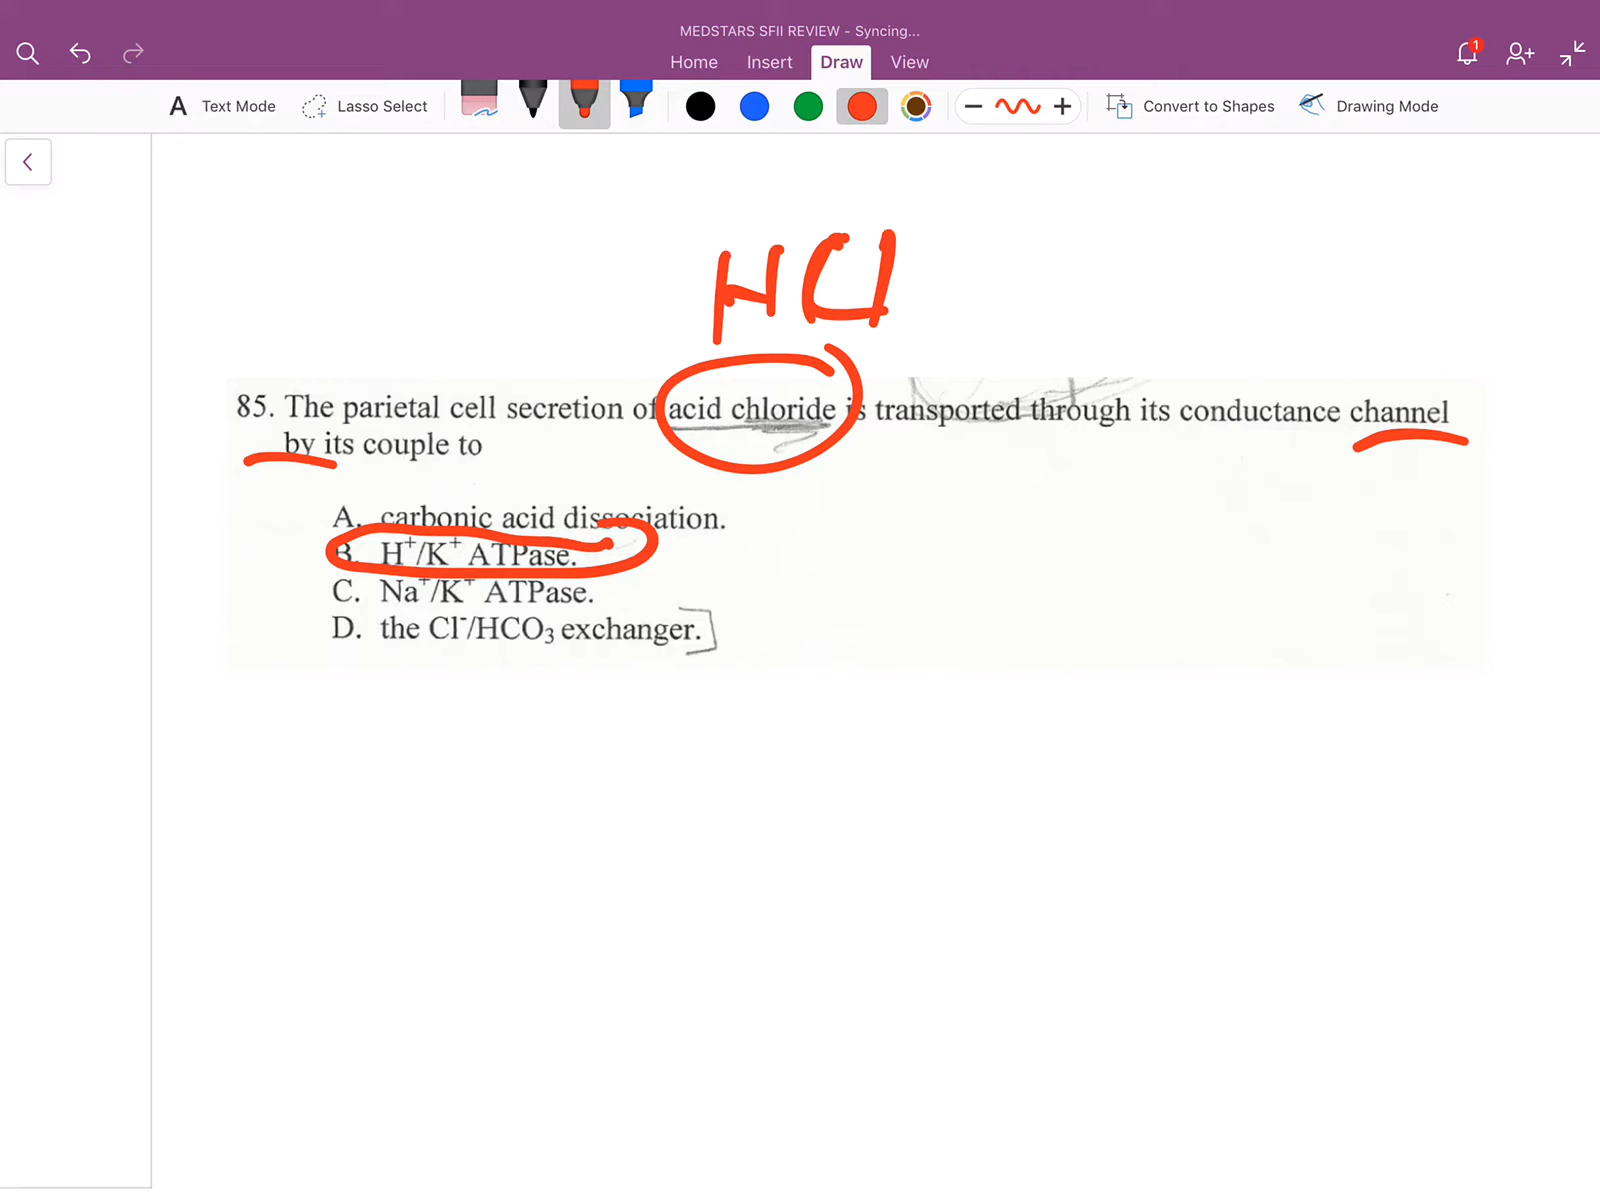 MEDSTARS SFII REVIEW - Syncing...
Home Insert Draw View
1
A Text Mode Lasso Select Convert to Shapes Drawing Mode
HCl
85. The parietal cell secretion of acid chloride is transported through its conductance channel
by its couple to
A. carbonic acid dissociation.
B. H⁺/K⁺ ATPase.
C. Na⁺/K⁺ ATPase.
D. the Cl⁻/HCO₃ exchanger.